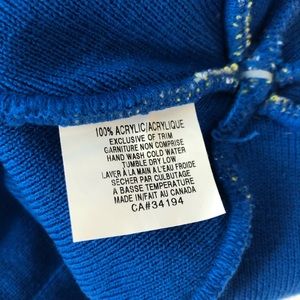 100% ACRYLIC/ACRYLIQUE
EXCLUSIVE OF TRIM
GARNITURE NON COMPRISE
HAND WASH COLD WATER
TUMBLE DRY LOW
LAVER À LA MAIN A L'EAU FROIDE
SÉCHER PAR CULBUTAGE
A BASSE TEMPERATURE
MADE IN/FAIT AU CANADA
CA#34194